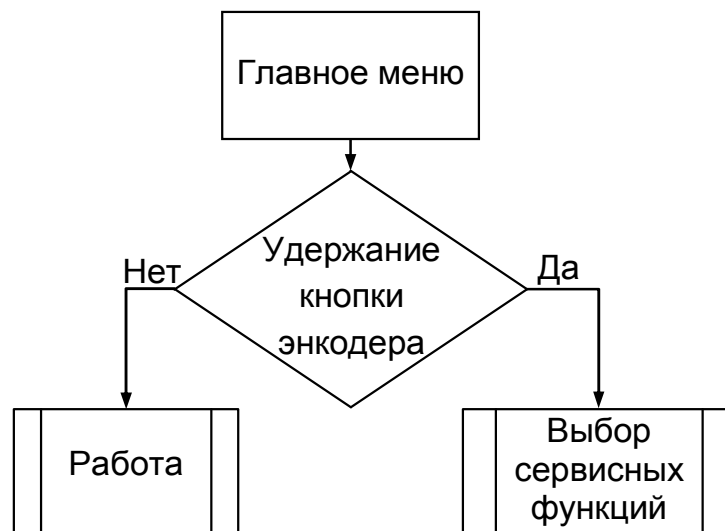 Главное меню
Удержание
кнопки
энкодера
Нет
Да
Работа
Выбор
сервисных
функций